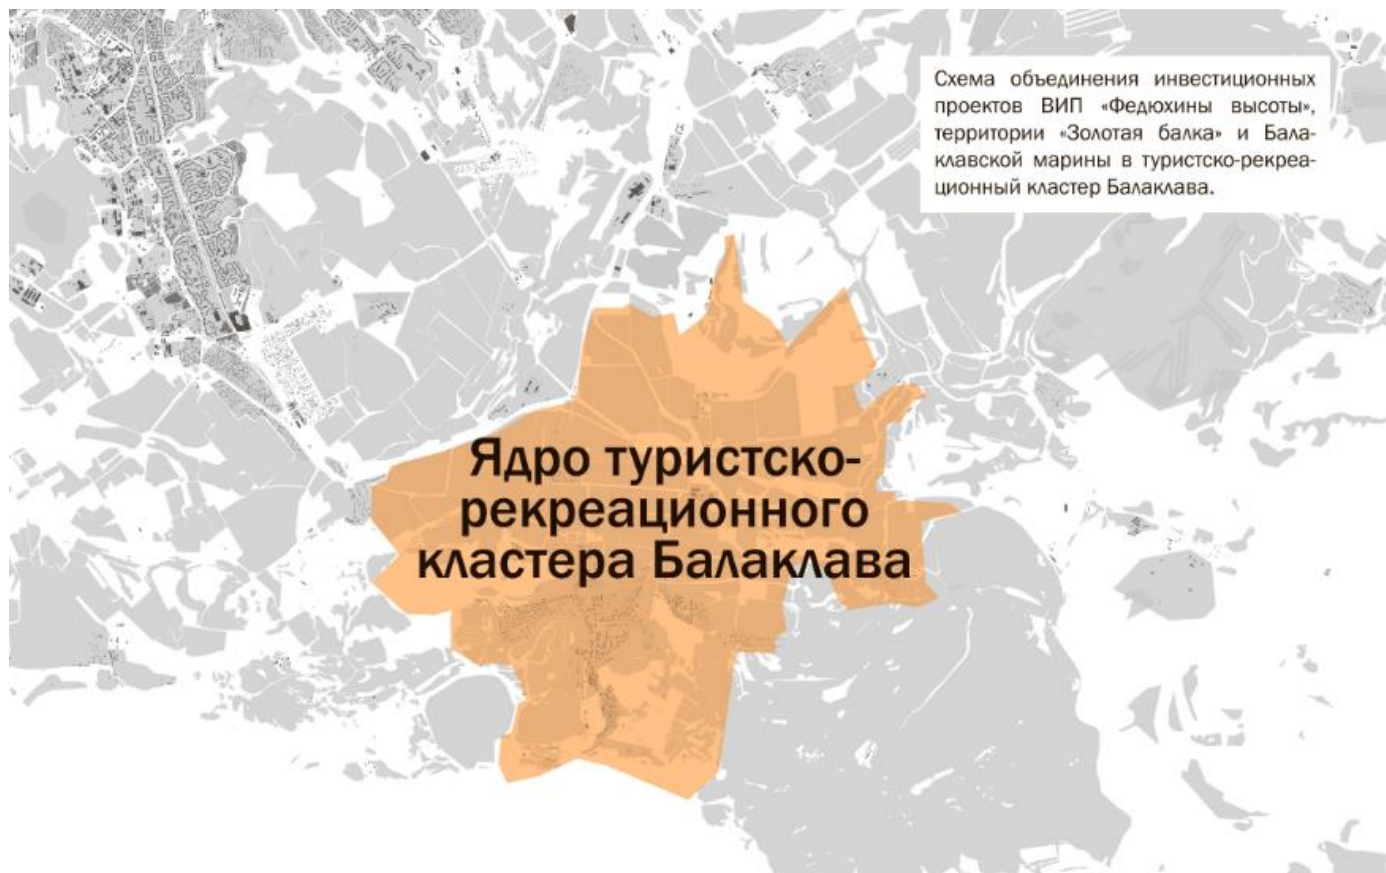 Схема объединения инвестиционных
проектов ВИП «Федюхины высоты»,
территории «Золотая балка» и Бала-
клавской марины в туристско-рекреа-
ционный кластер Балаклава.
Ядро туристско-
рекреационного
кластера Балаклава